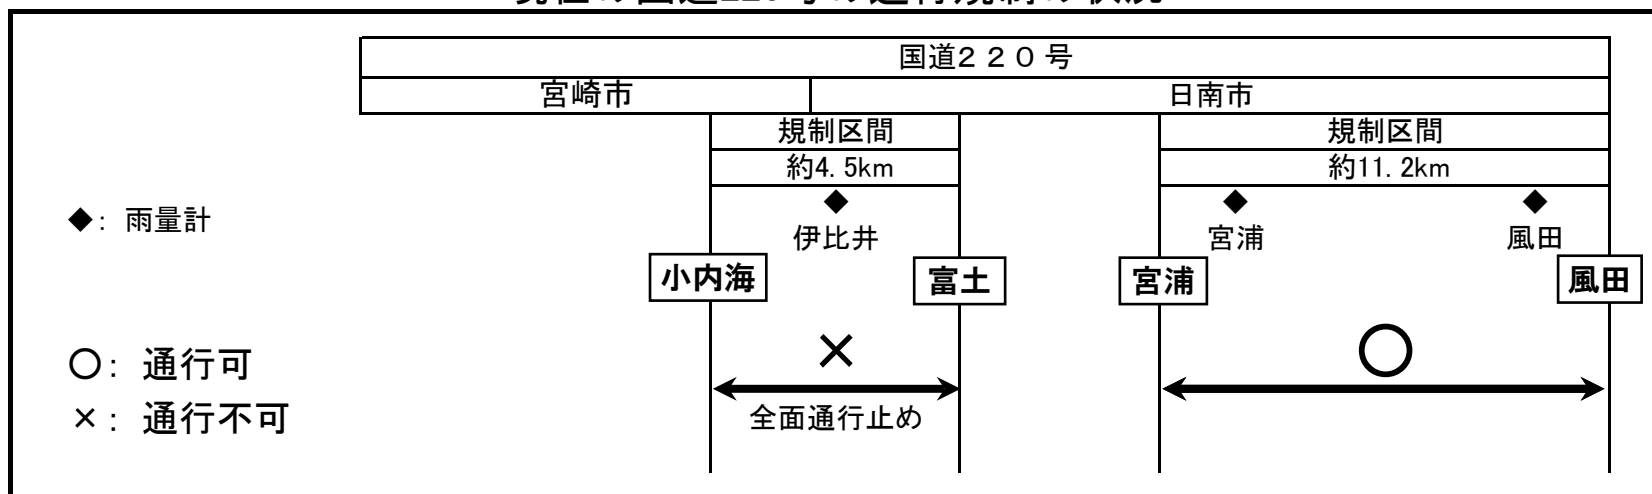 国道２２０号
宮崎市 日南市
規制区間 規制区間
約4.5km 約11.2km
◆：雨量計
◆ ◆ ◆
伊比井 宮浦 風田
小内海 富土 宮浦 風田
〇：通行可
×：通行不可
× 〇
全面通行止め